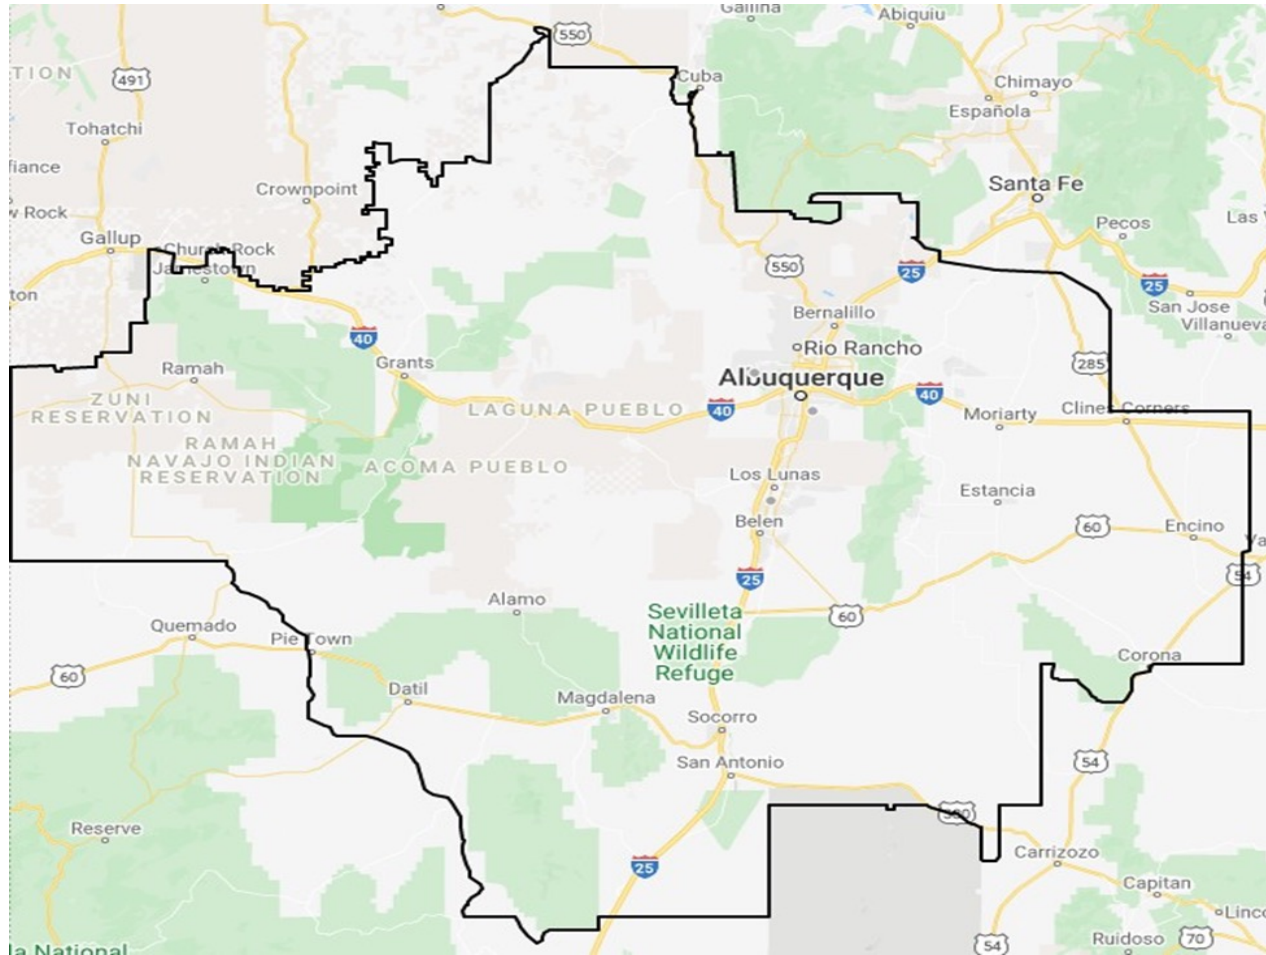 Gallina
Abiquiu
550
Cuba
TION
491
Chimayo
Española
Tohatchi
fiance
Crownpoint
Santa Fe
w Rock
Pecos
Las
Gallup
Church Rock
Jamestown
550
25
25
ton
San Jose
Bernalillo
Villanueva
40
Rio Rancho
Ramah
Grants
285
Albuquerque
40
40
ZUNI
RESERVATION
LAGUNA PUEBLO
Moriarty
Clines Corners
RAMAH
NAVAJO INDIAN
RESERVATION
ACOMA PUEBLO
Los Lunas
Estancia
Belen
60
Encino
Va
25
54
Alamo
Sevilleta
National
Wildlife
Refuge
60
Quemado
Pie Town
Corona
60
Datil
Magdalena
Socorro
San Antonio
54
380
Reserve
Carrizozo
25
Capitan
Linco
54
Ruidoso
70
la National